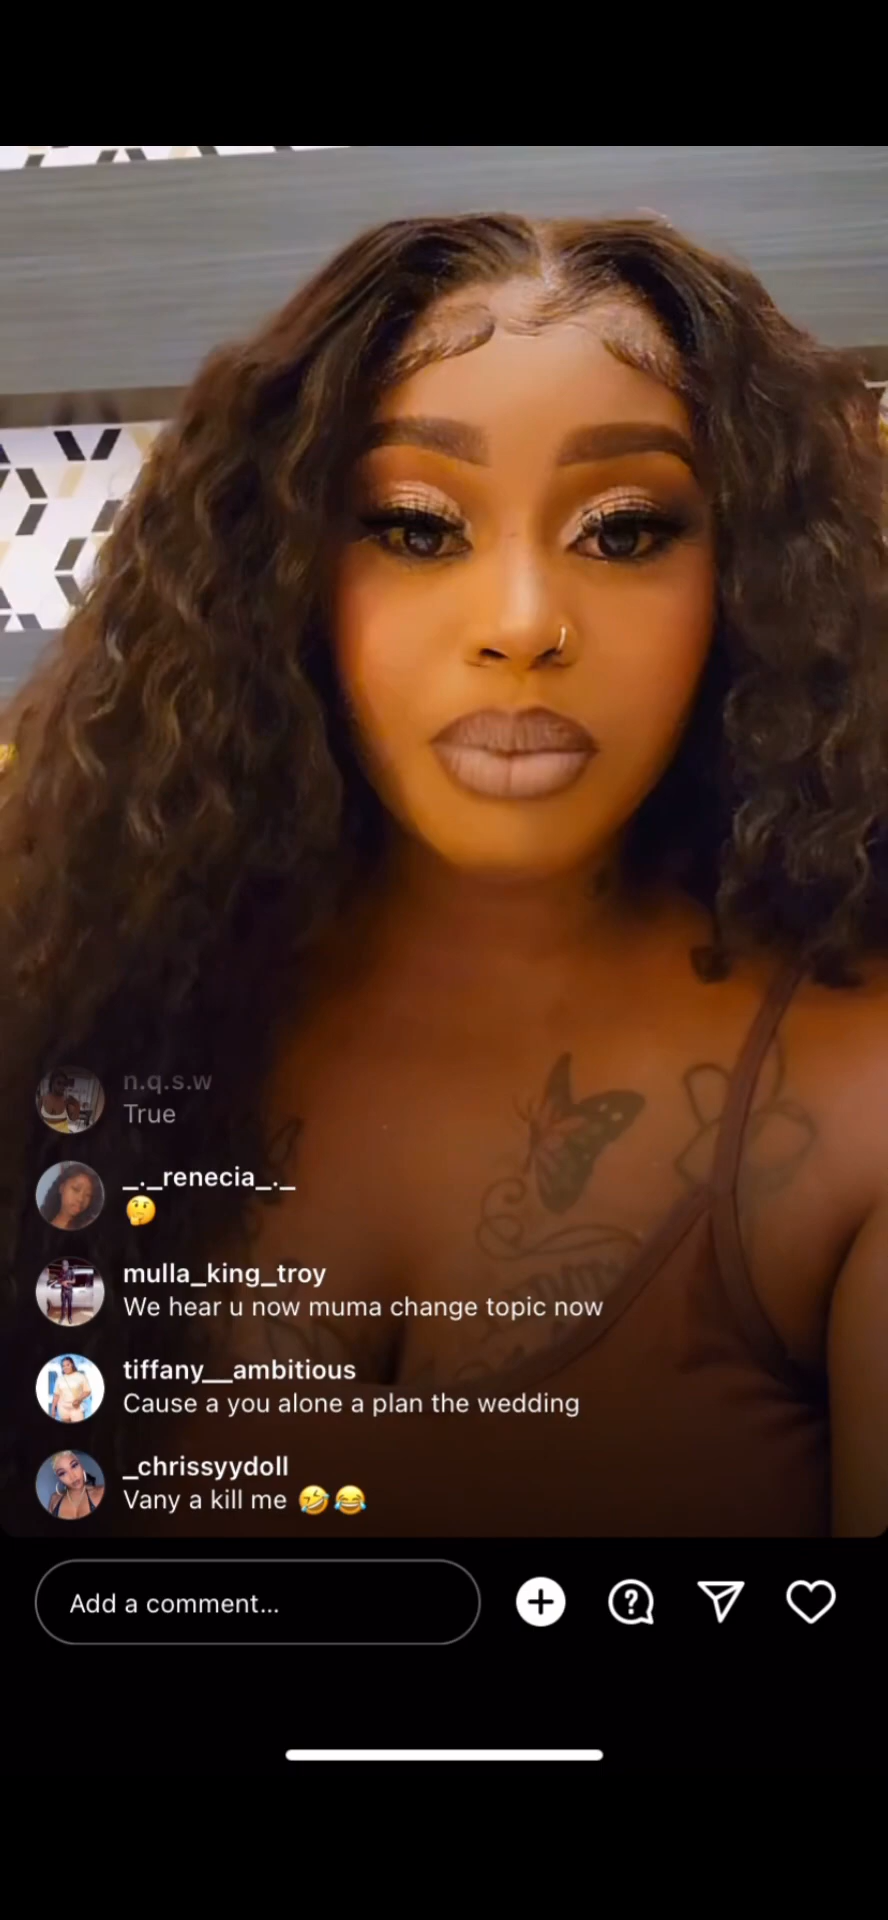 n.q.s.w
True
_._renecia_._
🤔
mulla_king_troy
We hear u now muma change topic now
tiffany__ambitious
Cause a you alone a plan the wedding
_chrissyydoll
Vany a kill me 🤣😂
Add a comment...